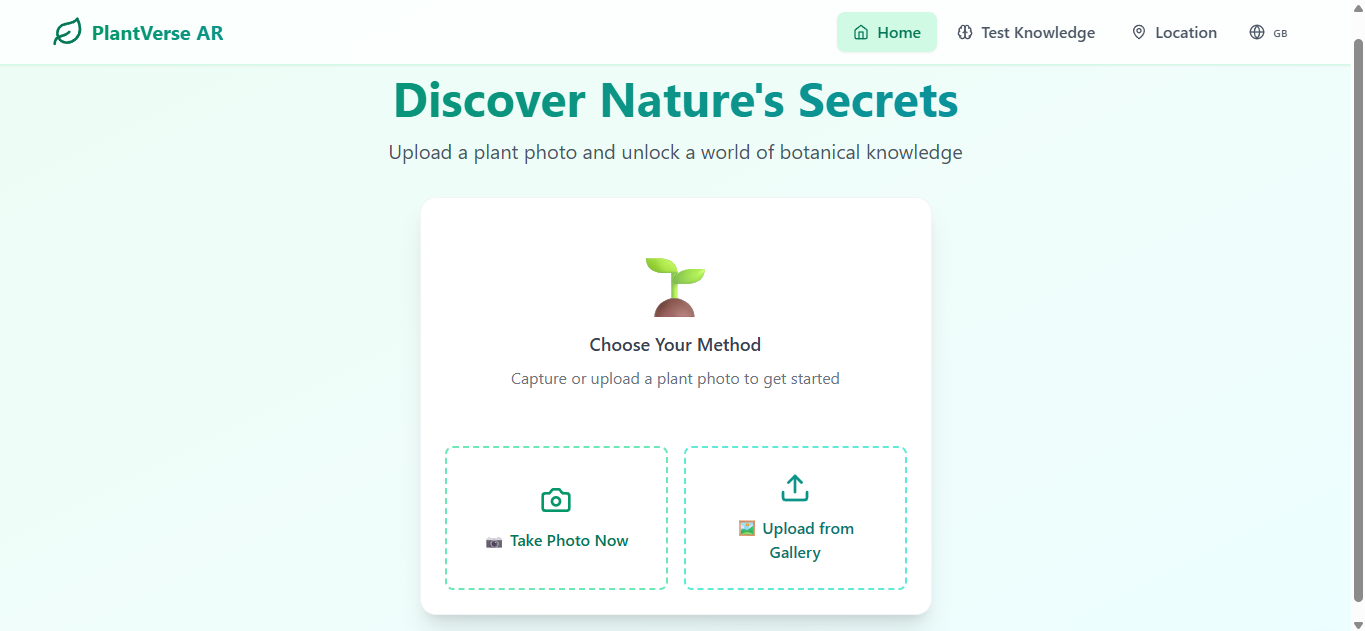 PlantVerse AR
Home
Test Knowledge
Location
GB
Discover Nature's Secrets
Upload a plant photo and unlock a world of botanical knowledge
Choose Your Method
Capture or upload a plant photo to get started
📷 Take Photo Now
🖼️ Upload from
Gallery